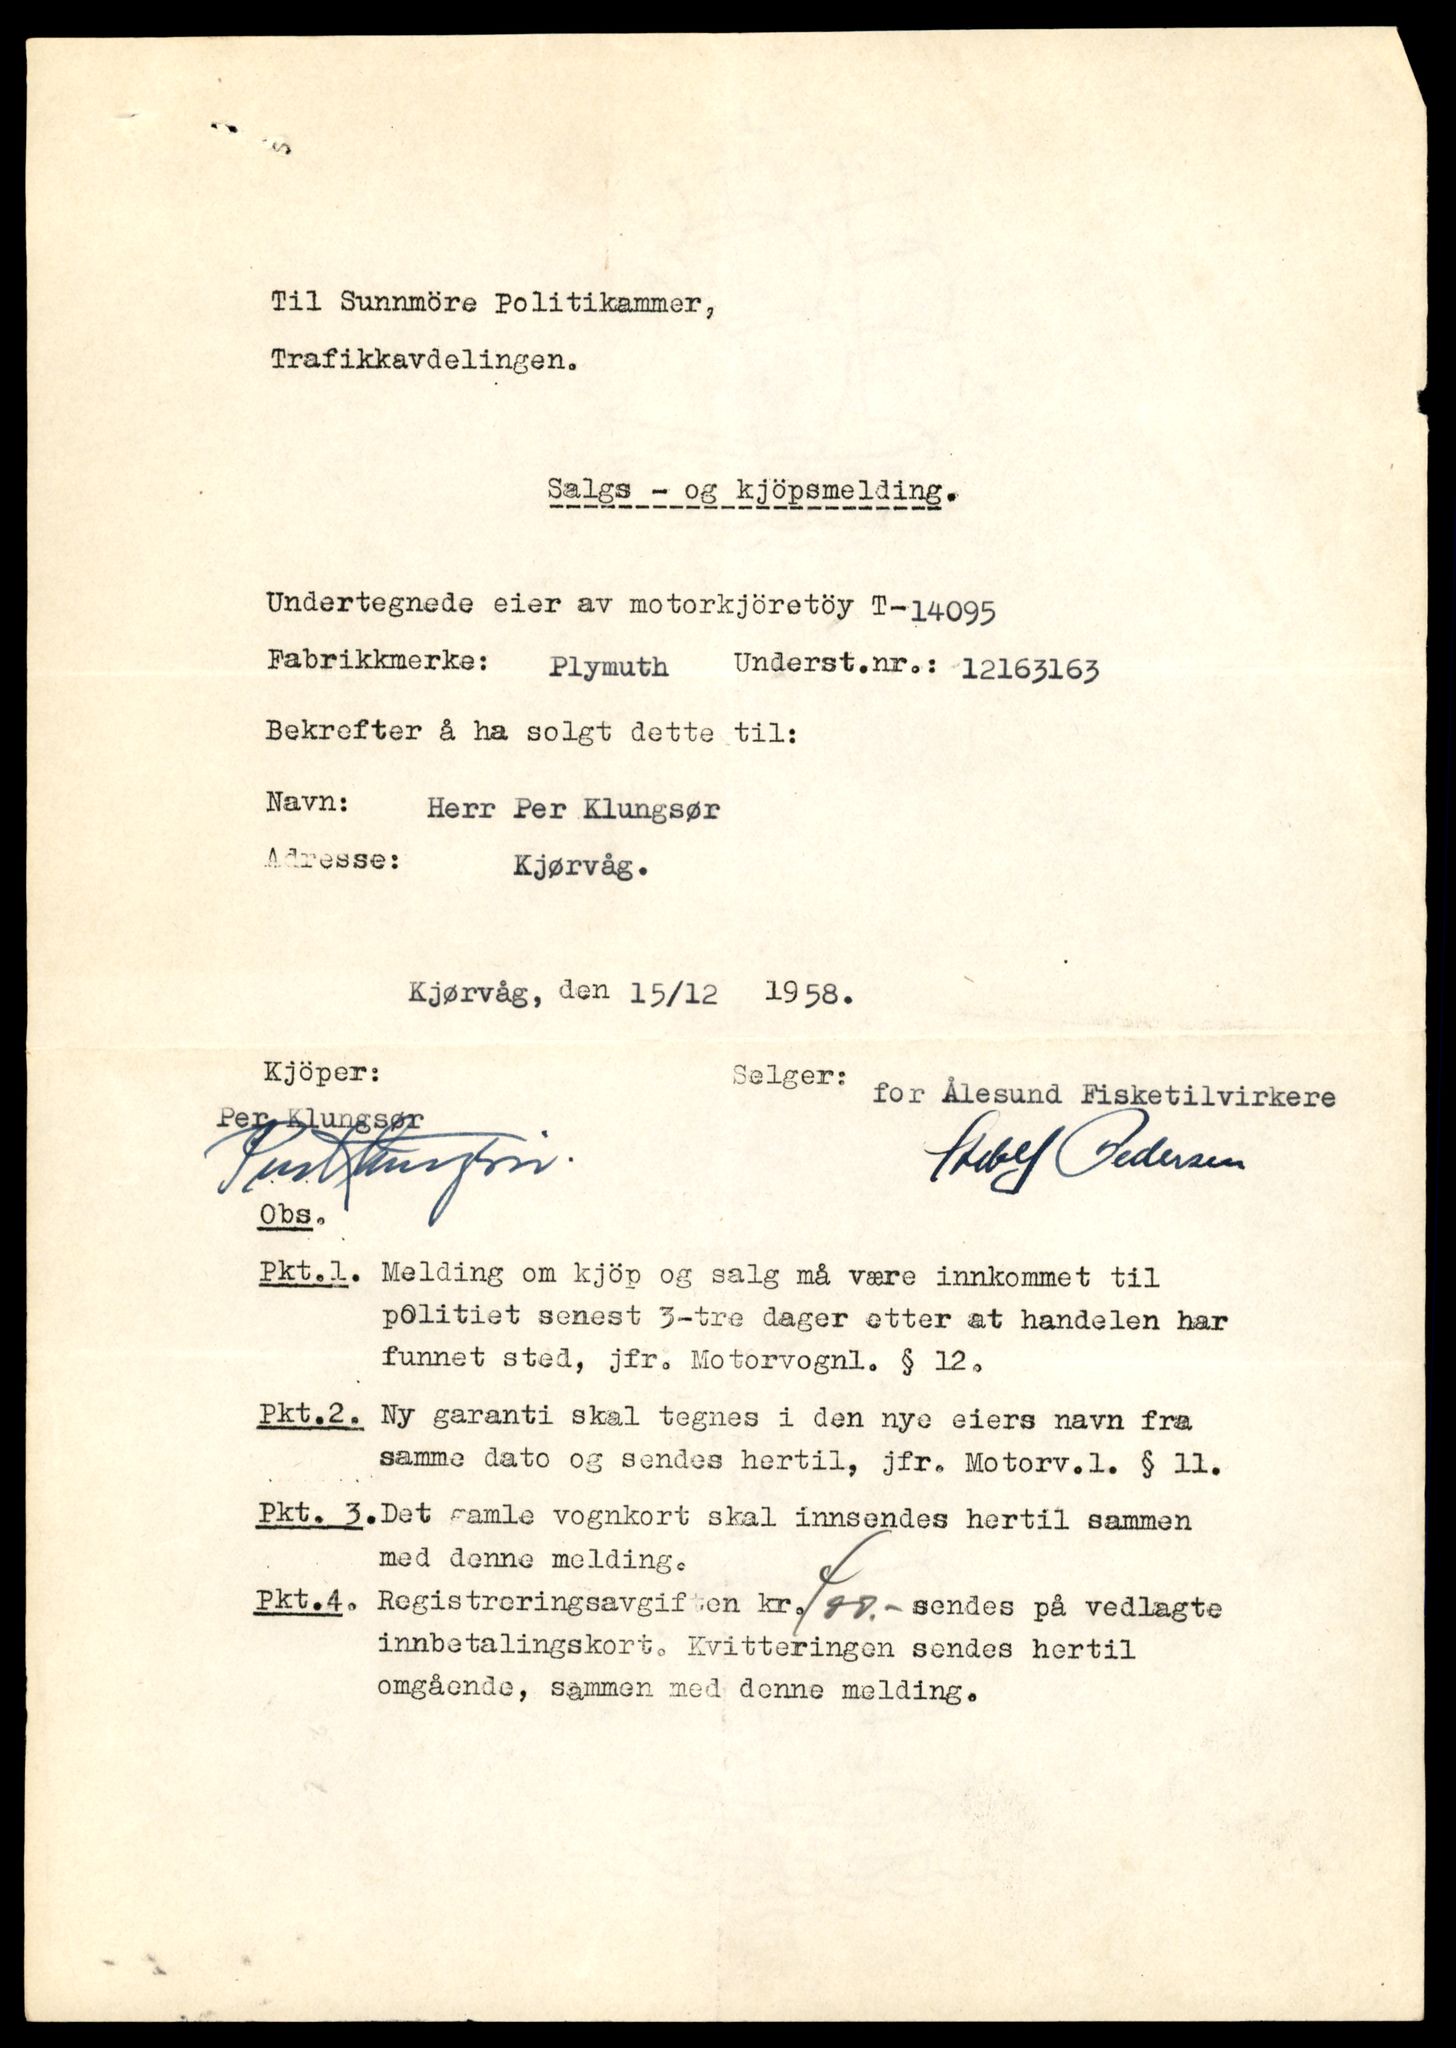 Til Sunnmöre Politikammer,
Trafikkavdelingen.
Salgs - og kjöpsmelding.
Undertegnede eier av motorkjöretöy T-14095
Fabrikkmerke: Plymuth Underst.nr.: 12163163
Bekrefter å ha solgt dette til:
Navn: Herr Per Klungsør
Adresse: Kjørvåg.
Kjørvåg, den 15/12 1958.
Kjöper: Selger: for Ålesund Fisketilvirkere
Per Klungsør
Per Klungsør. Pedersen
Obs.
Pkt.1. Melding om kjöp og salg må være innkommet til
politiet senest 3-tre dager etter at handelen har
funnet sted, jfr. Motorvognl. § 12.
Pkt.2. Ny garanti skal tegnes i den nye eiers navn fra
samme dato og sendes hertil, jfr. Motorv.l. § 11.
Pkt. 3. Det gamle vognkort skal innsendes hertil sammen
med denne melding.
Pkt.4. Registreringsavgiften kr. sendes på vedlagte
innbetalingskort. Kvitteringen sendes hertil
omgående, sammen med denne melding.